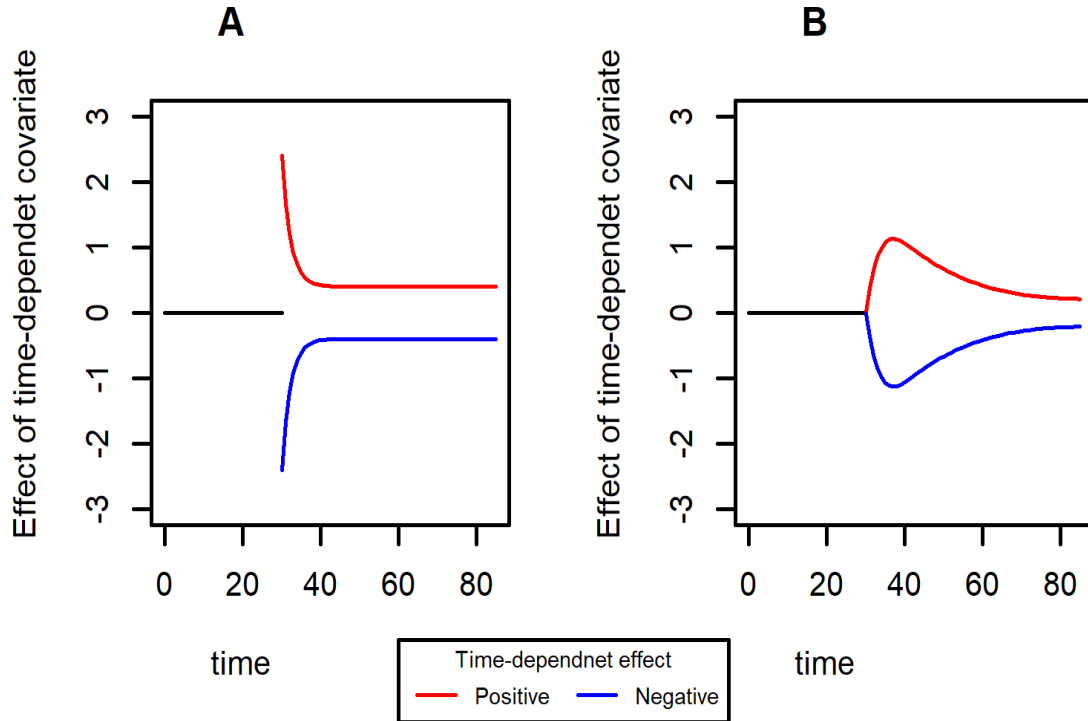 A
Effect of time-dependet covariate
3
2
1
0
-1
-2
-3
0 20 40 60 80
time
B
Effect of time-dependet covariate
3
2
1
0
-1
-2
-3
0 20 40 60 80
time
Time-dependnet effect
Positive Negative